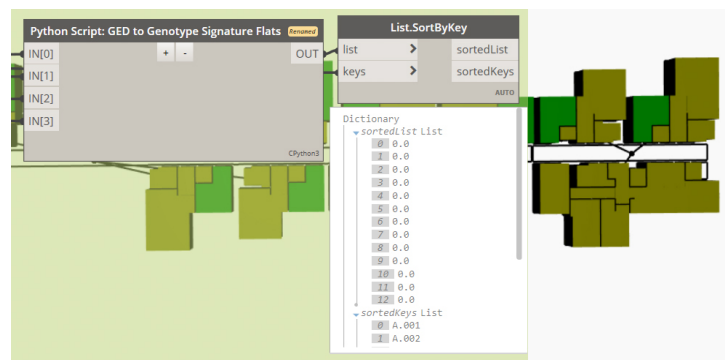 Python Script: GED to Genotype Signature Flats Renamed
IN[0] + - OUT
IN[1]
IN[2]
IN[3]
CPython3
List.SortByKey
list > sortedList
keys > sortedKeys
AUTO
Dictionary
sortedList List
0 0.0
1 0.0
2 0.0
3 0.0
4 0.0
5 0.0
6 0.0
7 0.0
8 0.0
9 0.0
10 0.0
11 0.0
12 0.0
sortedKeys List
0 A.001
1 A.002